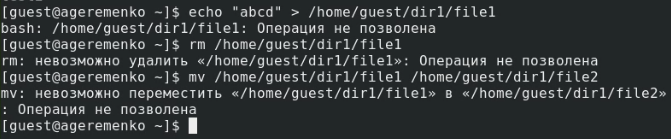 [guest@ageremenko ~]$ echo "abcd" > /home/guest/dir1/file1
bash: /home/guest/dir1/file1: Операция не позволена
[guest@ageremenko ~]$ rm /home/guest/dir1/file1
rm: невозможно удалить «/home/guest/dir1/file1»: Операция не позволена
[guest@ageremenko ~]$ mv /home/guest/dir1/file1 /home/guest/dir1/file2
mv: невозможно переместить «/home/guest/dir1/file1» в «/home/guest/dir1/file2»
: Операция не позволена
[guest@ageremenko ~]$